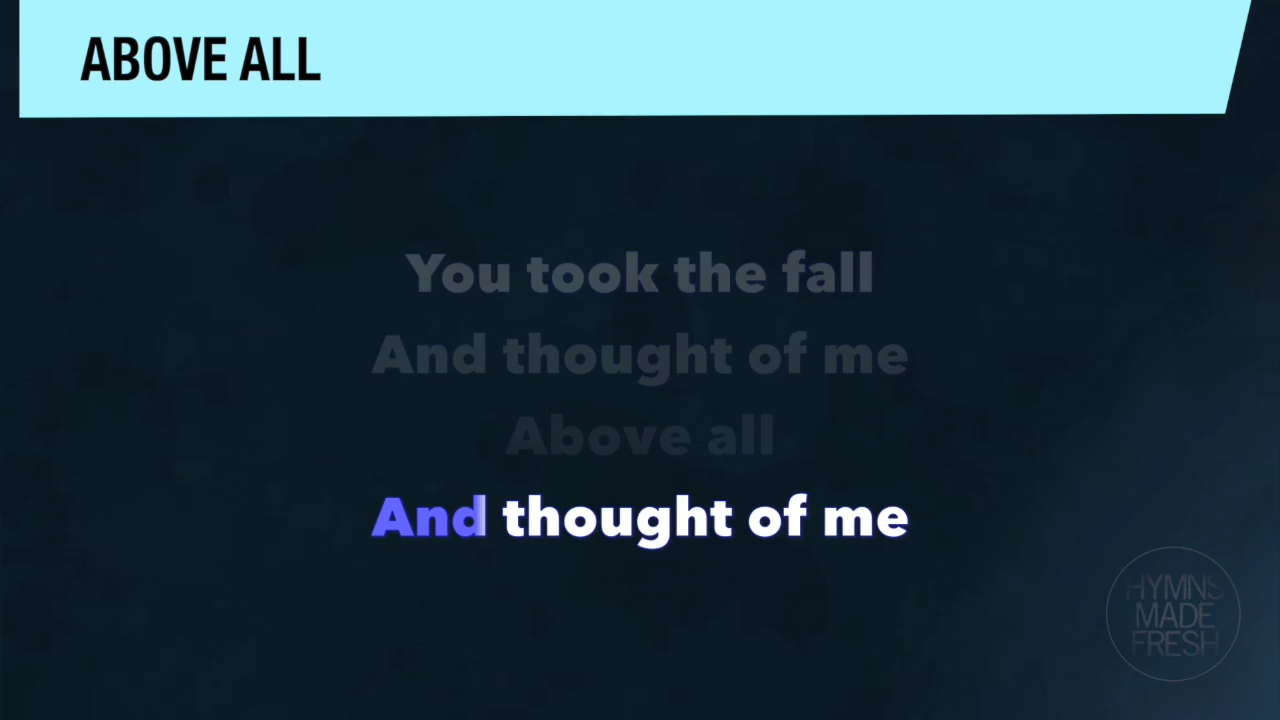 ABOVE ALL
You took the fall
And thought of me
Above all
And thought of me
HYMNS
MADE
FRESH